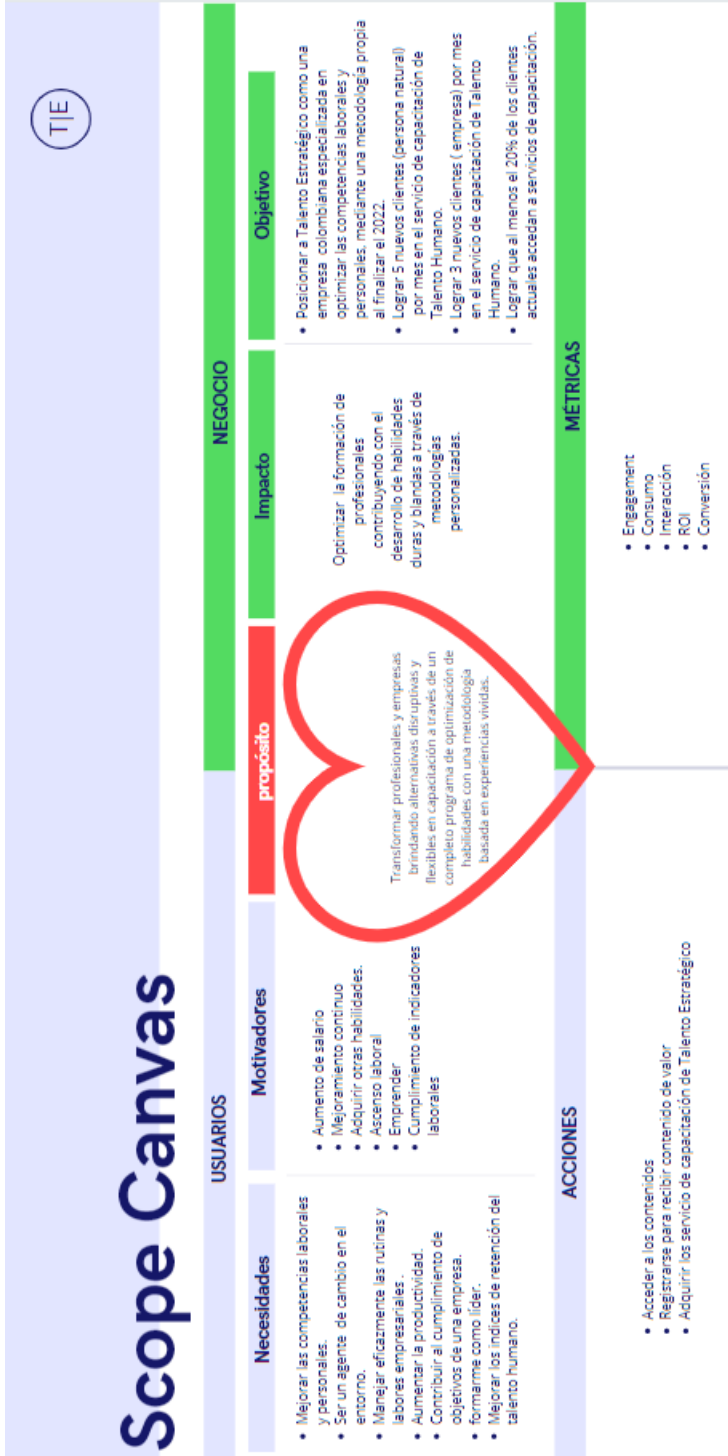 Scope Canvas
T|E
USUARIOS
NEGOCIO
Necesidades
• Mejorar las competencias laborales
y personales.
• Ser un agente de cambio en el
entorno.
• Manejar eficazmente las rutinas y
labores empresariales .
• Aumentar la productividad.
• Contribuir al cumplimiento de
objetivos de una empresa.
• formarme como líder.
• Mejorar los indices de retención del
talento humano.
Motivadores
• Aumento de salario
• Mejoramiento continuo
• Adquirir otras habilidades.
• Ascenso laboral
• Emprender
• Cumplimiento de indicadores
laborales
propósito
Transformar profesionales y empresas
brindando alternativas disruptivas y
flexibles en capacitación a través de un
completo programa de optimización de
habilidades con una metodología
basada en experiencias vividas.
Impacto
Optimizar la formación de
profesionales
contribuyendo con el
desarrollo de habilidades
duras y blandas a través de
metodologías
personalizadas.
Objetivo
• Posicionar a Talento Estratégico como una
empresa colombiana especializada en
optimizar las competencias laborales y
personales, mediante una metodología propia
al finalizar el 2022.
• Lograr 5 nuevos clientes (persona natural)
por mes en el servicio de capacitación de
Talento Humano.
• Lograr 3 nuevos clientes ( empresa) por mes
en el servicio de capacitación de Talento
Humano.
• Lograr que al menos el 20% de los clientes
actuales accedan a servicios de capacitación.
ACCIONES
• Acceder a los contenidos
• Registrarse para recibir contenido de valor
• Adquirir los servicio de capacitación de Talento Estratégico
MÉTRICAS
• Engagement
• Consumo
• Interacción
• ROI
• Conversión